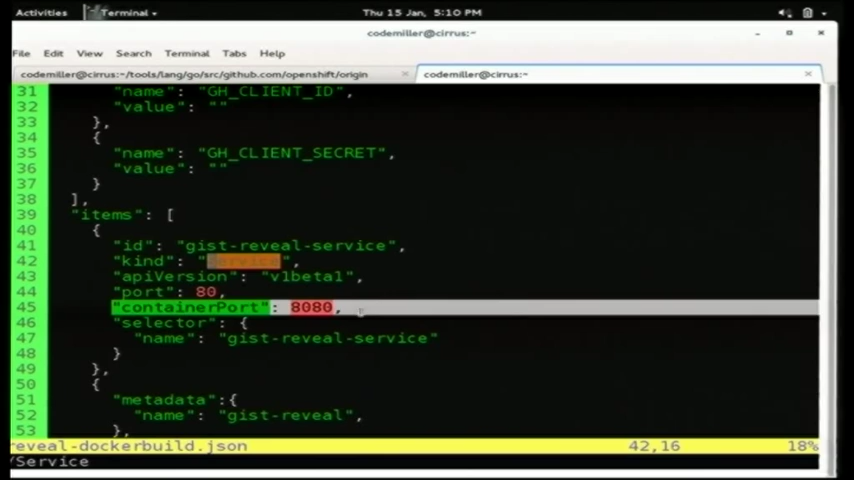 Activities Terminal Thu 15 Jan, 5:10 PM
codemiller@cirrus:~
File Edit View Search Terminal Tabs Help
codemiller@cirrus:~/tools/lang/go/src/github.com/openshift/origin × codemiller@cirrus:~ ×
31 "name": "GH_CLIENT_ID",
32 "value": ""
33 },
34 {
35 "name": "GH_CLIENT_SECRET",
36 "value": ""
37 }
38 ],
39 "items": [
40 {
41 "id": "gist-reveal-service",
42 "kind": "Service",
43 "apiVersion": "v1beta1",
44 "port": 80,
45 "containerPort": 8080,
46 "selector": {
47 "name": "gist-reveal-service"
48 }
49 },
50 {
51 "metadata":{
52 "name": "gist-reveal",
53 },
reveal-dockerbuild.json 42,16 18%
/Service